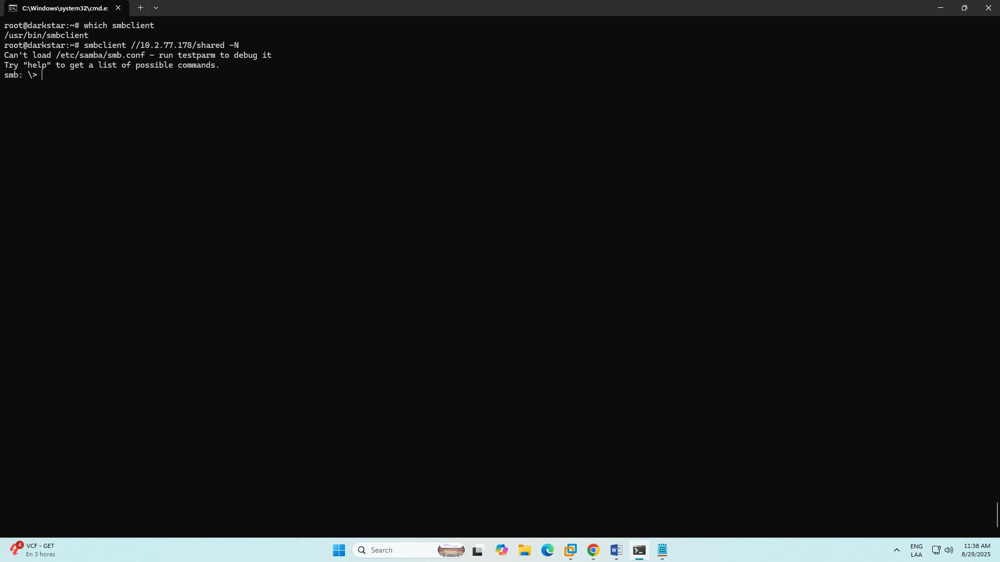 C:\Windows\system32\cmd.e
root@darkstar:~# which smbclient
/usr/bin/smbclient
root@darkstar:~# smbclient //10.2.77.178/shared -N
Can't load /etc/samba/smb.conf - run testparm to debug it
Try "help" to get a list of possible commands.
smb: \>
4
VCF - GET
En 3 horas
Search
ENG
LAA
11:38 AM
8/29/2025